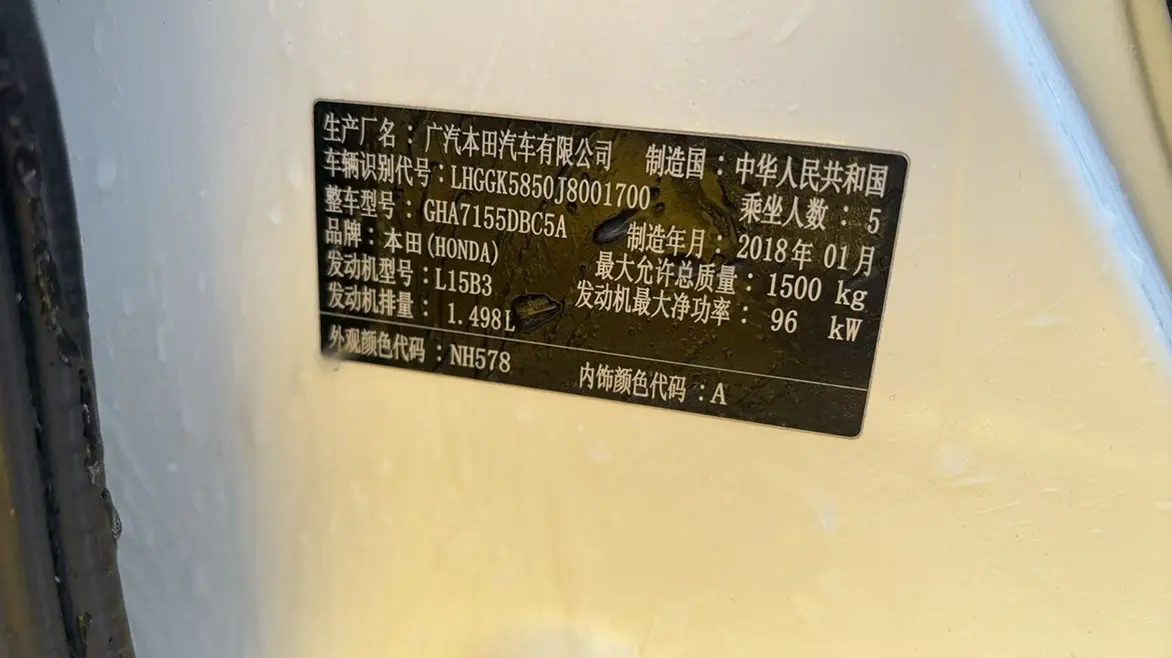 生产厂名：广汽本田汽车有限公司 制造国：中华人民共和国
车辆识别代号：LHGGK5850J8001700 乘坐人数：5
整车型号：GHA7155DBC5A 制造年月：2018年 01月
品牌：本田(HONDA) 最大允许总质量：1500 kg
发动机型号：L15B3 发动机最大净功率：96 kW
发动机排量：1.498L
外观颜色代码：NH578 内饰颜色代码：A